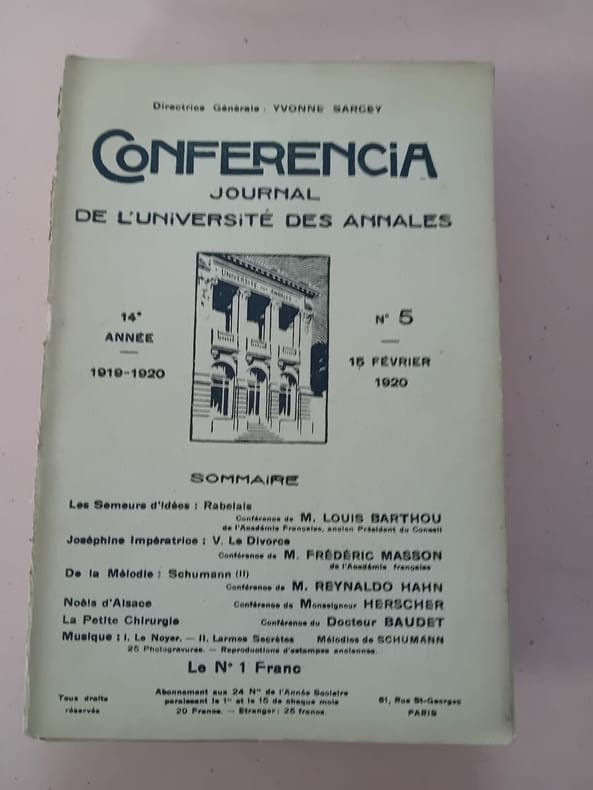 Directrice Générale : YVONNE SARCEY
CONFERENCIA
JOURNAL
DE L'UNIVERSITÉ DES ANNALES
UNIVERSITÉ DES ANNALES
14e
ANNÉE
1919-1920
N° 5
15 FÉVRIER
1920
SOMMAIRE
Les Semeurs d'Idées : Rabelais
Conférence de M. LOUIS BARTHOU
de l'Académie Française, ancien Président du Conseil
Joséphine Impératrice : V. Le Divorce
Conférence de M. FRÉDÉRIC MASSON
de l'Académie française
De la Mélodie : Schumann (II)
Conférence de M. REYNALDO HAHN
Noëls d'Alsace Conférence de Monseigneur HERSCHER
La Petite Chirurgie Conférence du Docteur BAUDET
Musique : I. Le Noyer. — II. Larmes Secrètes Mélodies de SCHUMANN
25 Photogravures. — Reproductions d'estampes anciennes.
Le N° 1 Franc
Tous droits
réservés
Abonnement aux 24 Nos de l'Année Scolaire
paraissant le 1er et le 15 de chaque mois
20 Francs. — Etranger : 25 francs.
51, Rue St-Georges
PARIS